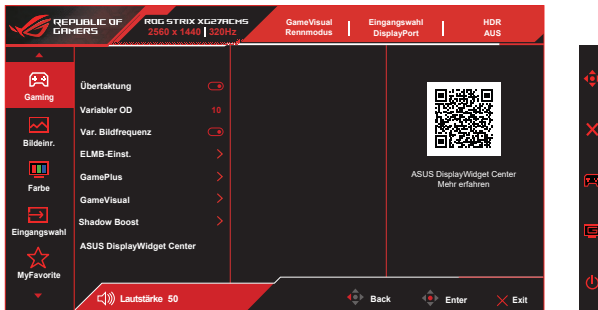 REPUBLIC OF
GAMERS
ROG STRIX XG27ACMS
2560 x 1440 320Hz
GameVisual
Rennmodus
Eingangswahl
DisplayPort
HDR
AUS
Gaming
Bildeinr.
Farbe
Eingangswahl
MyFavorite
Übertaktung
Variabler OD 10
Var. Bildfrequenz
ELMB-Einst.
GamePlus
GameVisual
Shadow Boost
ASUS DisplayWidget Center
ASUS DisplayWidget Center
Mehr erfahren
Lautstärke 50
Back
Enter
Exit